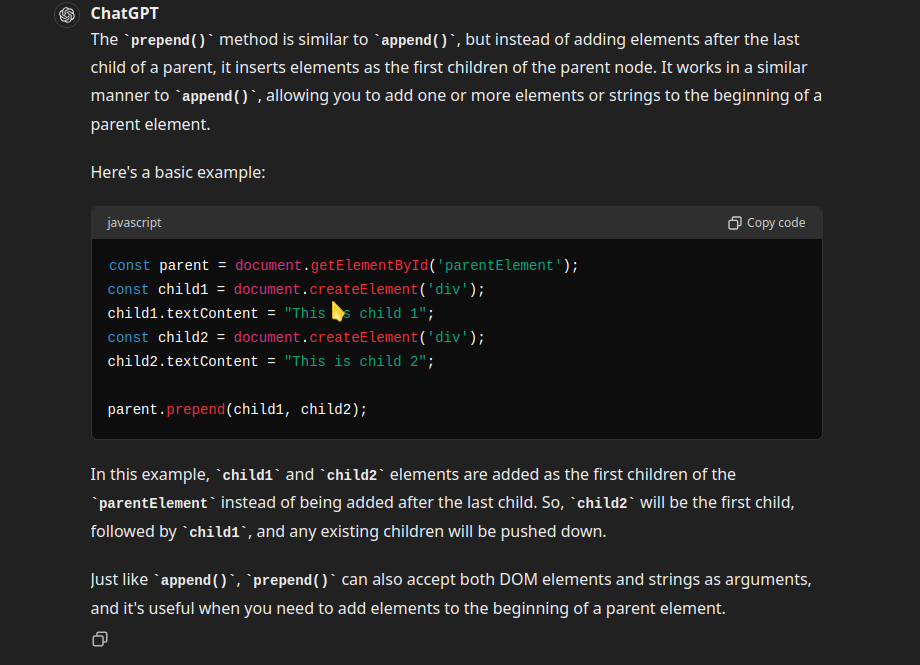 ChatGPT
The `prepend()` method is similar to `append()`, but instead of adding elements after the last
child of a parent, it inserts elements as the first children of the parent node. It works in a similar
manner to `append()`, allowing you to add one or more elements or strings to the beginning of a
parent element.
Here's a basic example:
javascript
Copy code
const parent = document.getElementById('parentElement');
const child1 = document.createElement('div');
child1.textContent = "This is child 1";
const child2 = document.createElement('div');
child2.textContent = "This is child 2";
parent.prepend(child1, child2);
In this example, `child1` and `child2` elements are added as the first children of the
`parentElement` instead of being added after the last child. So, `child2` will be the first child,
followed by `child1`, and any existing children will be pushed down.
Just like `append()`, `prepend()` can also accept both DOM elements and strings as arguments,
and it's useful when you need to add elements to the beginning of a parent element.